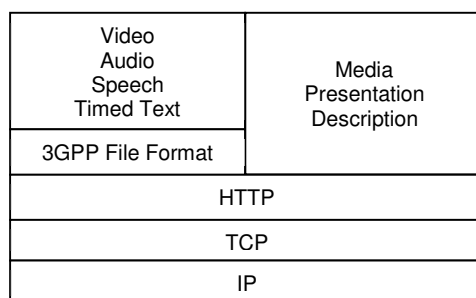 Video
Audio
Speech
Timed Text
3GPP File Format
Media
Presentation
Description
HTTP
TCP
IP